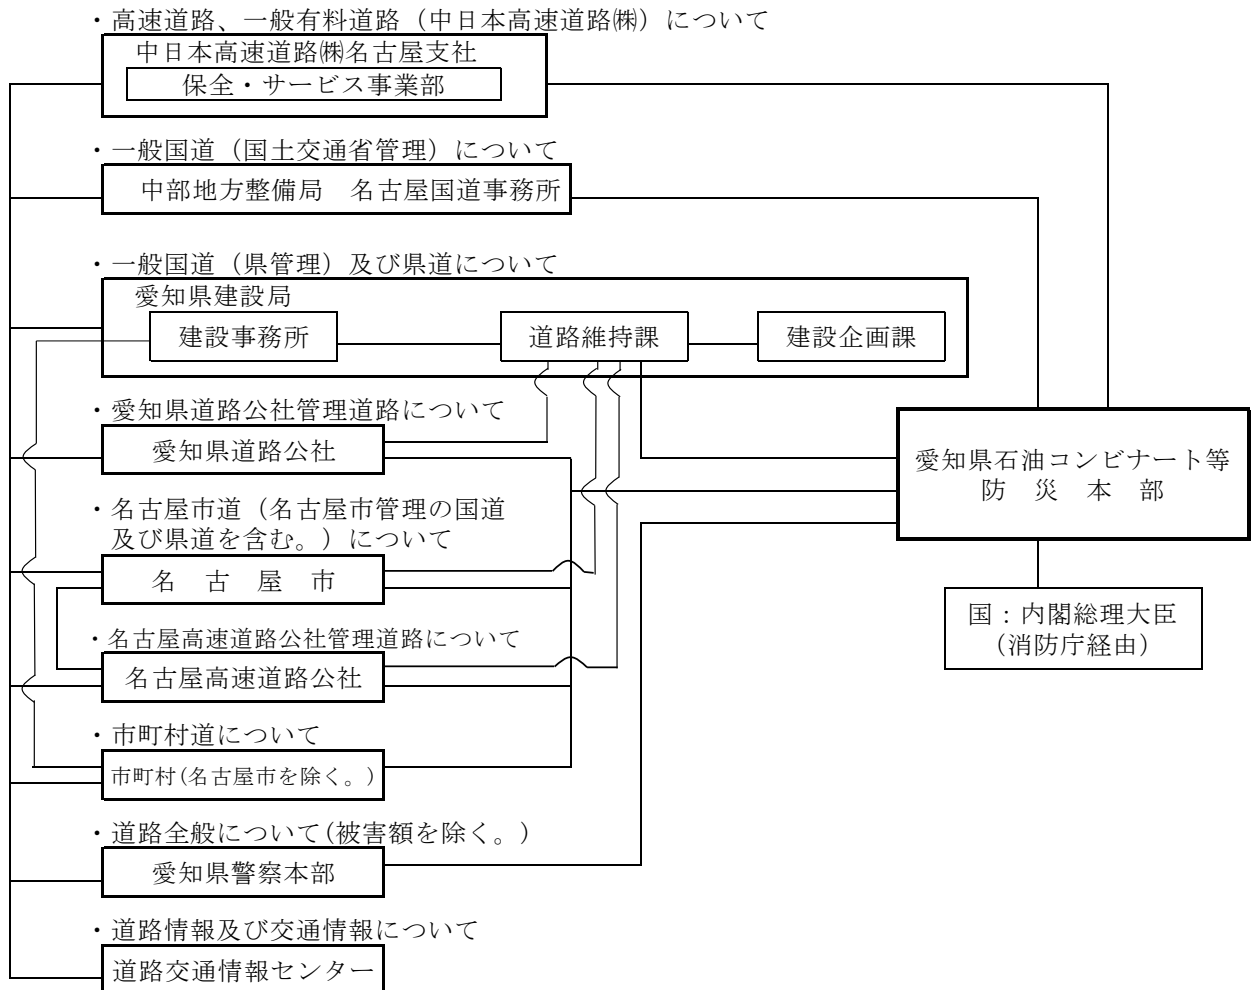 ・高速道路、一般有料道路（中日本高速道路㈱）について
中日本高速道路㈱名古屋支社
保全・サービス事業部
・一般国道（国土交通省管理）について
中部地方整備局　名古屋国道事務所
・一般国道（県管理）及び県道について
愛知県建設局
建設事務所
道路維持課
建設企画課
・愛知県道路公社管理道路について
愛知県道路公社
・名古屋市道（名古屋市管理の国道
及び県道を含む。）について
名　古　屋　市
・名古屋高速道路公社管理道路について
名古屋高速道路公社
・市町村道について
市町村(名古屋市を除く。)
・道路全般について(被害額を除く。)
愛知県警察本部
・道路情報及び交通情報について
道路交通情報センター
愛知県石油コンビナート等
防　災　本　部
国：内閣総理大臣
（消防庁経由）